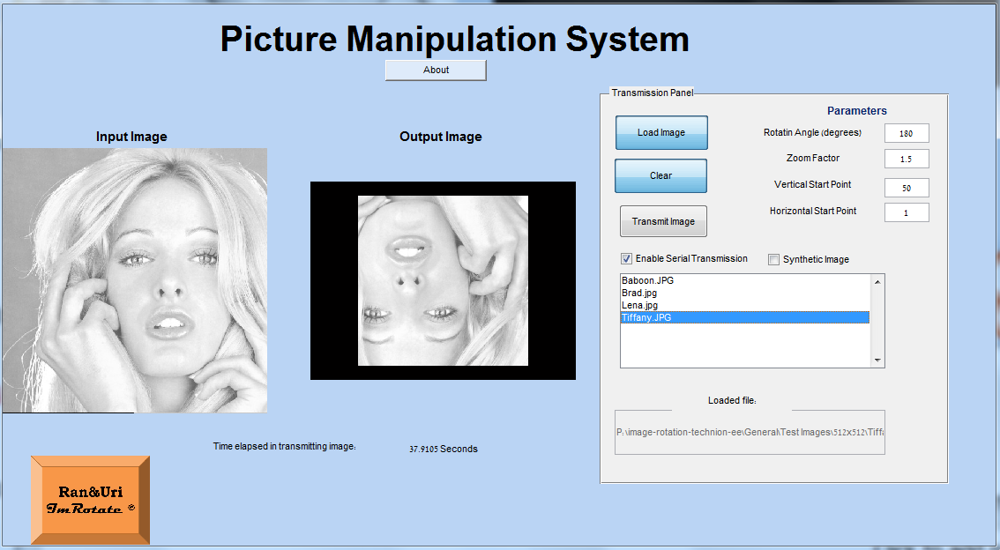 Picture Manipulation System
About
Input Image
Output Image
Transmission Panel
Load Image
Clear
Transmit Image
Parameters
Rotatin Angle (degrees) 180
Zoom Factor 1.5
Vertical Start Point 50
Horizontal Start Point 1
Enable Serial Transmission
Synthetic Image
Baboon.JPG
Brad.jpg
Lena.jpg
Tiffany.JPG
Loaded file:
P:\image-rotation-technion-ee\General\Test Images\512x512\Tiffa
Time elapsed in transmitting image: 37.9105 Seconds
Ran&Uri
ImRotate ®